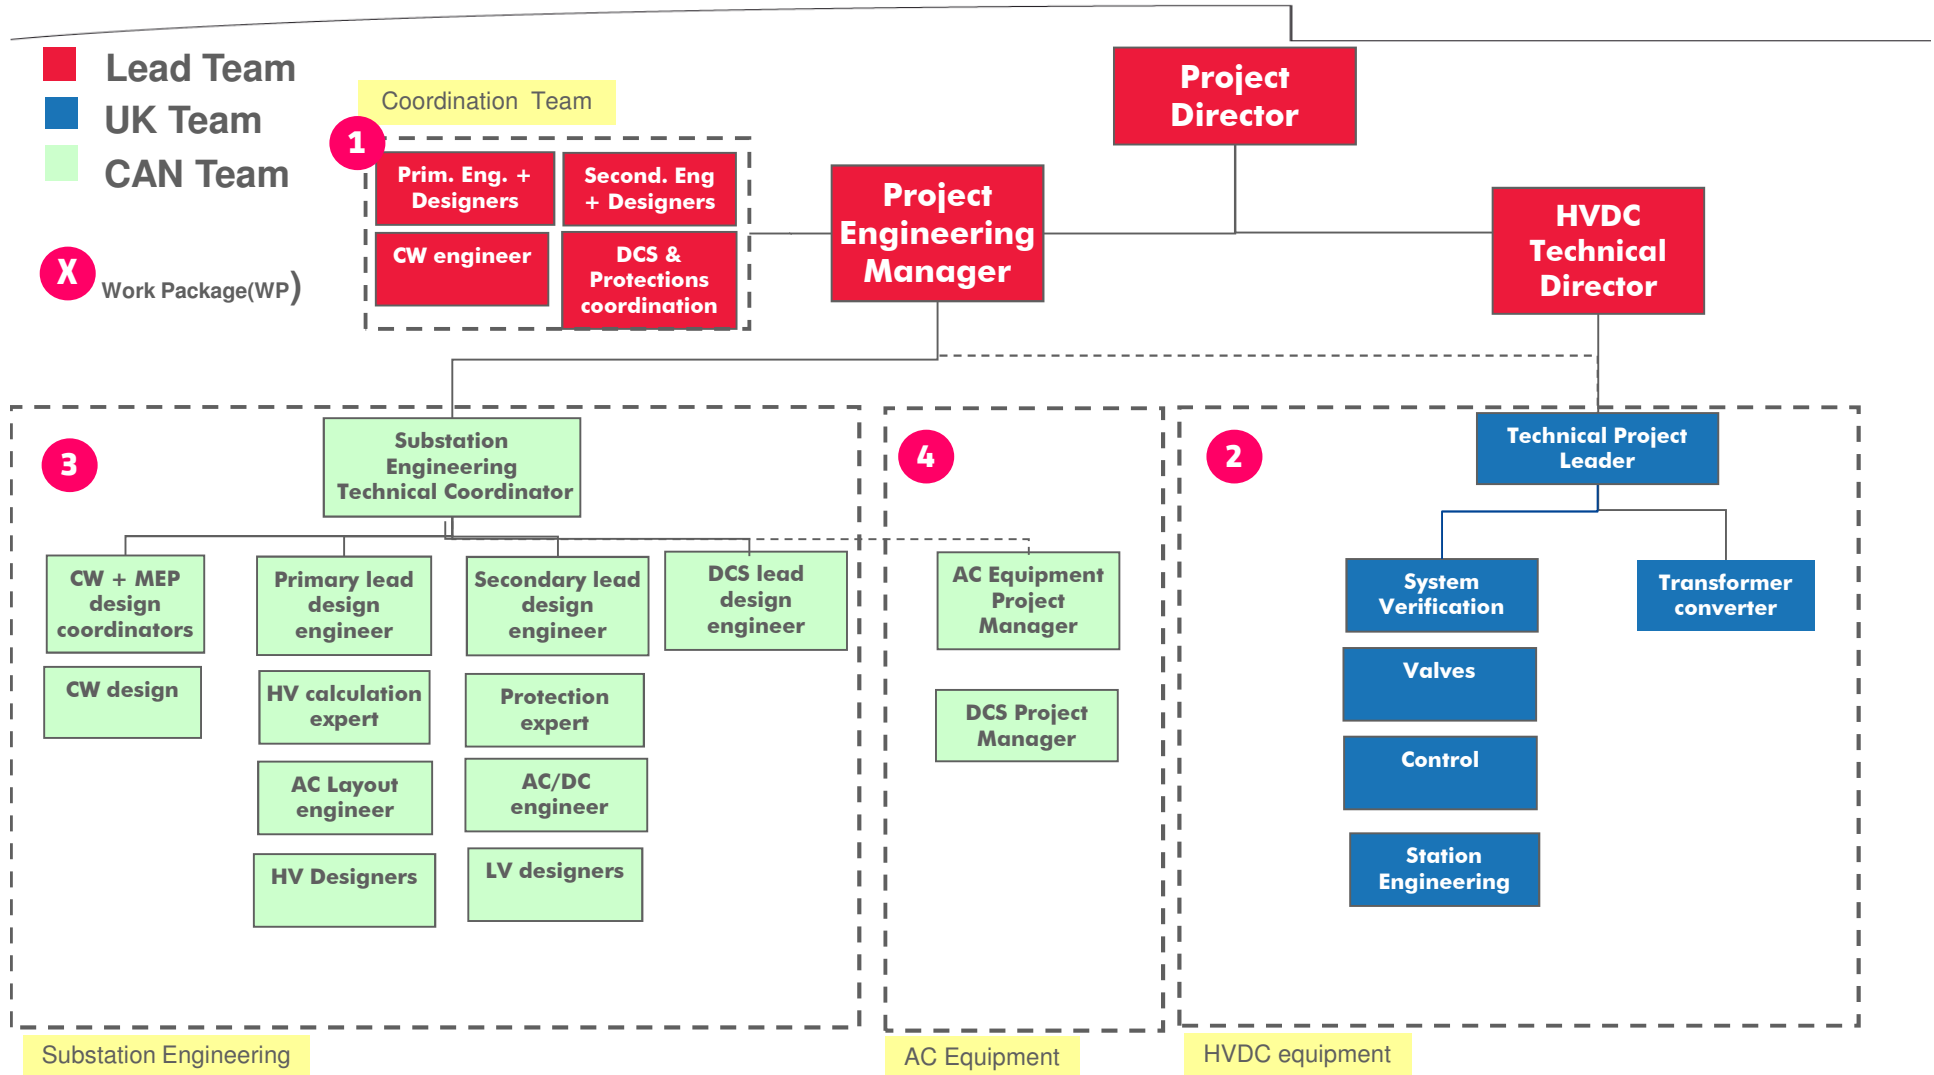 Lead Team
UK Team
CAN Team
X
Work Package(WP)
Coordination Team
1
Prim. Eng. +
Designers
Second. Eng
+ Designers
CW engineer
DCS &
Protections
coordination
Project
Director
Project
Engineering
Manager
HVDC
Technical
Director
3
Substation
Engineering
Technical Coordinator
CW + MEP
design
coordinators
CW design
Primary lead
design
engineer
HV calculation
expert
AC Layout
engineer
HV Designers
Secondary lead
design
engineer
Protection
expert
AC/DC
engineer
LV designers
DCS lead
design
engineer
Substation Engineering
4
AC Equipment
Project
Manager
DCS Project
Manager
AC Equipment
2
Technical Project
Leader
System
Verification
Valves
Control
Station
Engineering
Transformer
converter
HVDC equipment